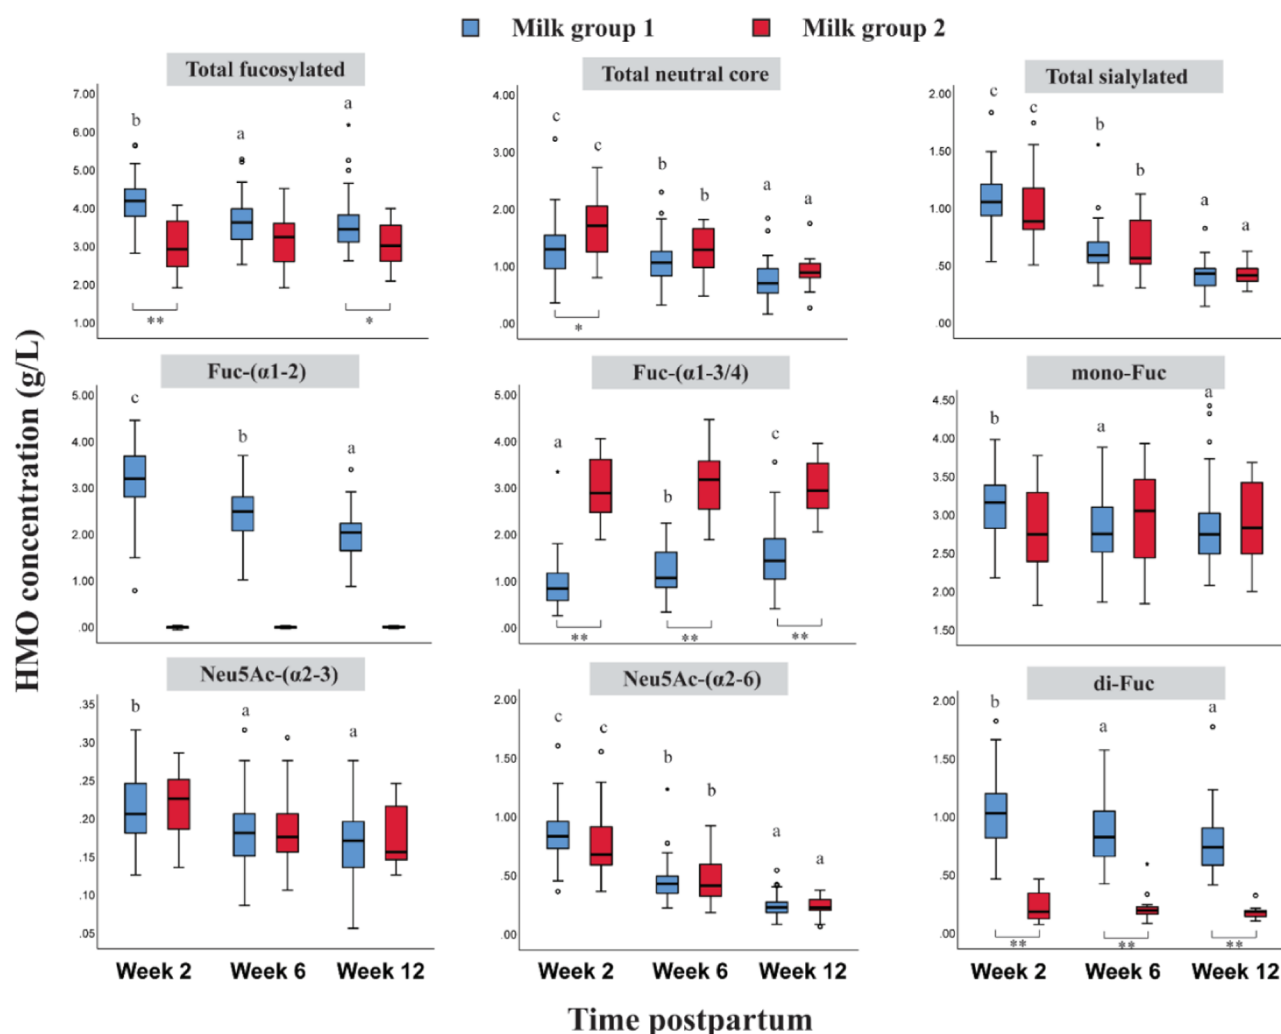 Milk group 1 Milk group 2
Total fucosylated
7.00
6.00
5.00
4.00
3.00
2.00
1.00
b
a
a
**
*
Total neutral core
4.00
3.00
2.00
1.00
.00
c
c
b
b
a
a
*
Total sialylated
2.00
1.50
1.00
.50
.00
c
c
b
b
a
a
HMO concentration (g/L)
Fuc-(α1-2)
5.00
4.00
3.00
2.00
1.00
.00
c
b
a
Fuc-(α1-3/4)
5.00
4.00
3.00
2.00
1.00
.00
a
b
c
**
**
**
mono-Fuc
4.50
4.00
3.50
3.00
2.50
2.00
1.50
b
a
a
Neu5Ac-(α2-3)
.35
.30
.25
.20
.15
.10
.05
b
a
a
Week 2 Week 6 Week 12
Neu5Ac-(α2-6)
2.00
1.50
1.00
.50
.00
c
c
b
b
a
a
Week 2 Week 6 Week 12
di-Fuc
2.00
1.50
1.00
.50
.00
b
a
a
**
**
**
Week 2 Week 6 Week 12
Time postpartum